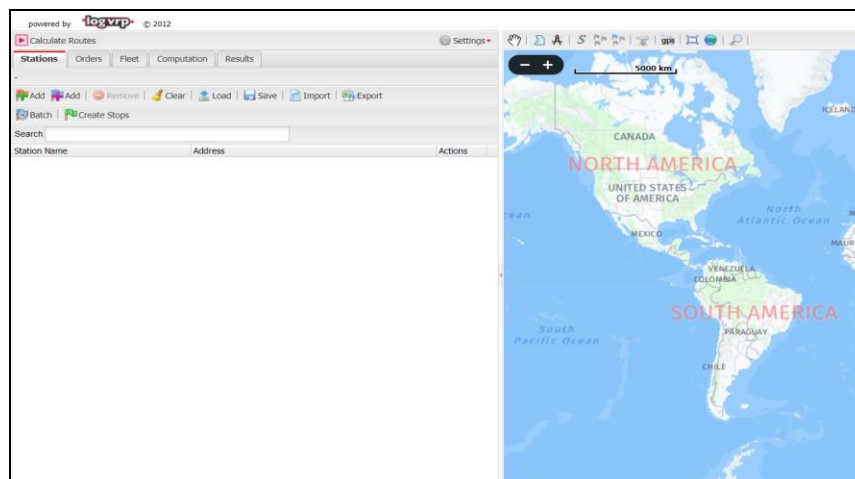 powered by logvrp © 2012
Calculate Routes Settings
Stations Orders Fleet Computation Results
-
Add Add Remove Clear Load Save Import Export
Batch Create Stops
Search
Station Name Address Actions
A S gps
5000 km
ICELAND
CANADA
NORTH AMERICA
UNITED STATES
OF AMERICA
North
Atlantic Ocean
MEXICO
MAUR
VENEZUELA
COLOMBIA
SOUTH AMERICA
South
Pacific Ocean
PARAGUAY
CHILE